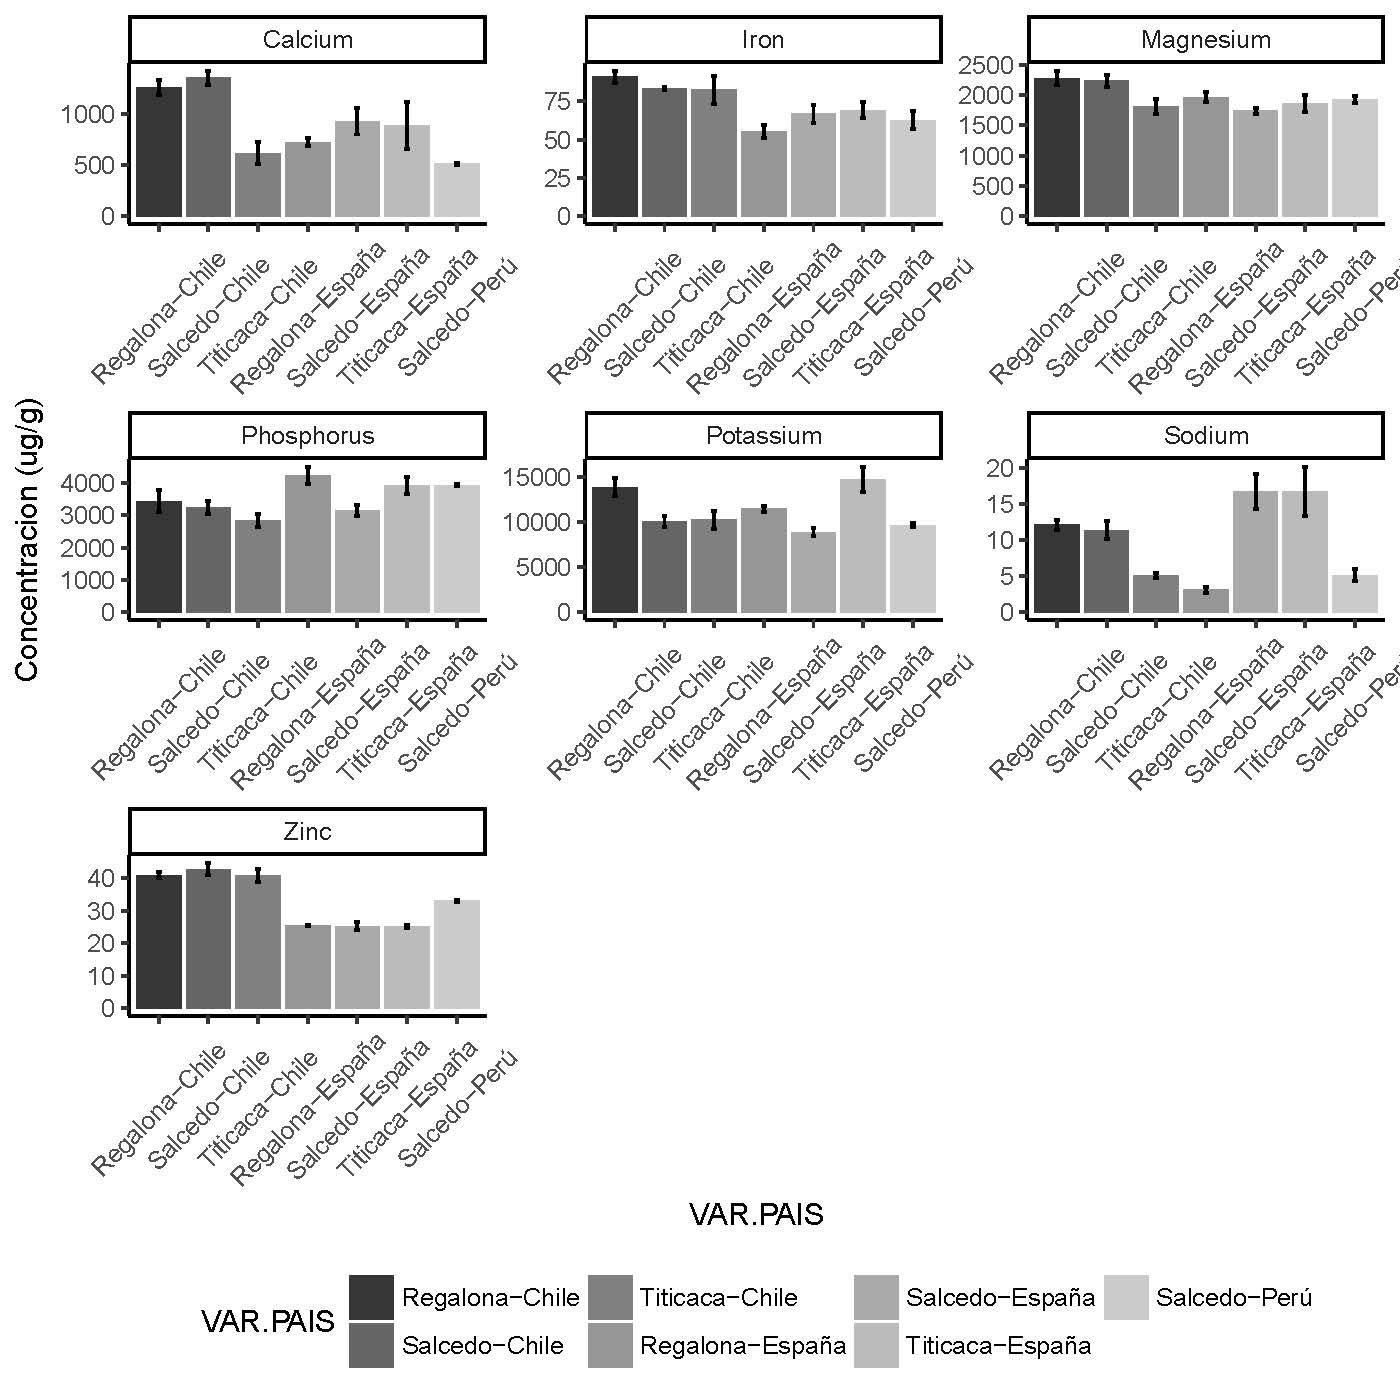 Calcium
Iron
Magnesium
1000
500
0
75
50
25
0
2500
2000
1500
1000
500
0
Regalona−Chile
Salcedo−Chile
Titicaca−Chile
Regalona−España
Salcedo−España
Titicaca−España
Salcedo−Perú
Regalona−Chile
Salcedo−Chile
Titicaca−Chile
Regalona−España
Salcedo−España
Titicaca−España
Salcedo−Perú
Regalona−Chile
Salcedo−Chile
Titicaca−Chile
Regalona−España
Salcedo−España
Titicaca−España
Salcedo−Perú
Concentracion (ug/g)
Phosphorus
Potassium
Sodium
4000
3000
2000
1000
0
15000
10000
5000
0
20
15
10
5
0
Regalona−Chile
Salcedo−Chile
Titicaca−Chile
Regalona−España
Salcedo−España
Titicaca−España
Salcedo−Perú
Regalona−Chile
Salcedo−Chile
Titicaca−Chile
Regalona−España
Salcedo−España
Titicaca−España
Salcedo−Perú
Regalona−Chile
Salcedo−Chile
Titicaca−Chile
Regalona−España
Salcedo−España
Titicaca−España
Salcedo−Perú
Zinc
40
30
20
10
0
Regalona−Chile
Salcedo−Chile
Titicaca−Chile
Regalona−España
Salcedo−España
Titicaca−España
Salcedo−Perú
VAR.PAIS
VAR.PAIS
Regalona−Chile
Titicaca−Chile
Salcedo−España
Salcedo−Perú
Salcedo−Chile
Regalona−España
Titicaca−España